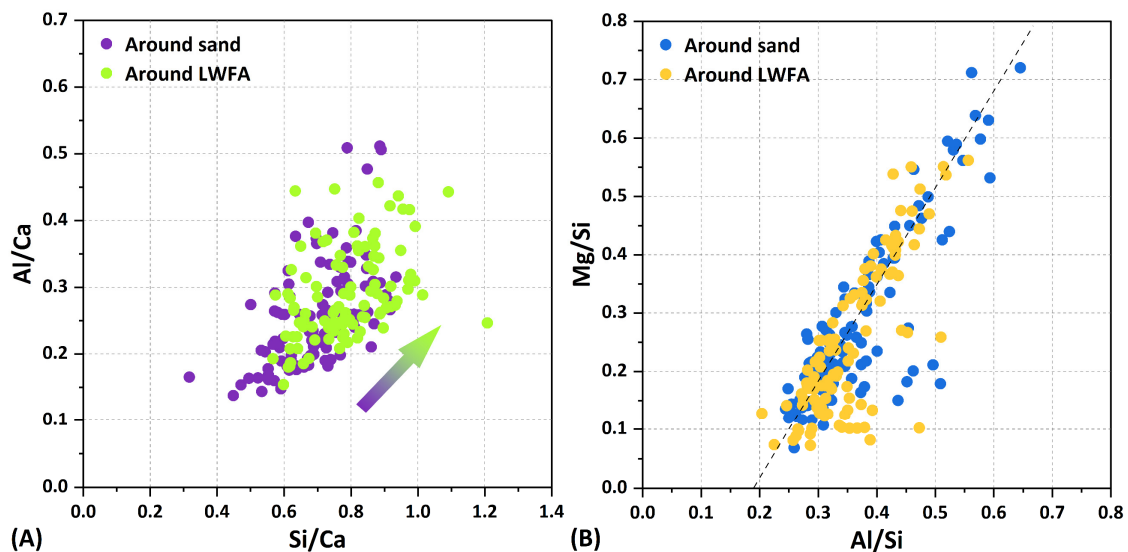 0.7
0.6
0.5
0.4
0.3
0.2
0.1
0.0
Al/Ca
Around sand
Around LWFA
0.0 0.2 0.4 0.6 0.8 1.0 1.2 1.4
Si/Ca
(A)
0.8
0.7
0.6
0.5
0.4
0.3
0.2
0.1
0.0
Mg/Si
Around sand
Around LWFA
0.0 0.1 0.2 0.3 0.4 0.5 0.6 0.7 0.8
Al/Si
(B)